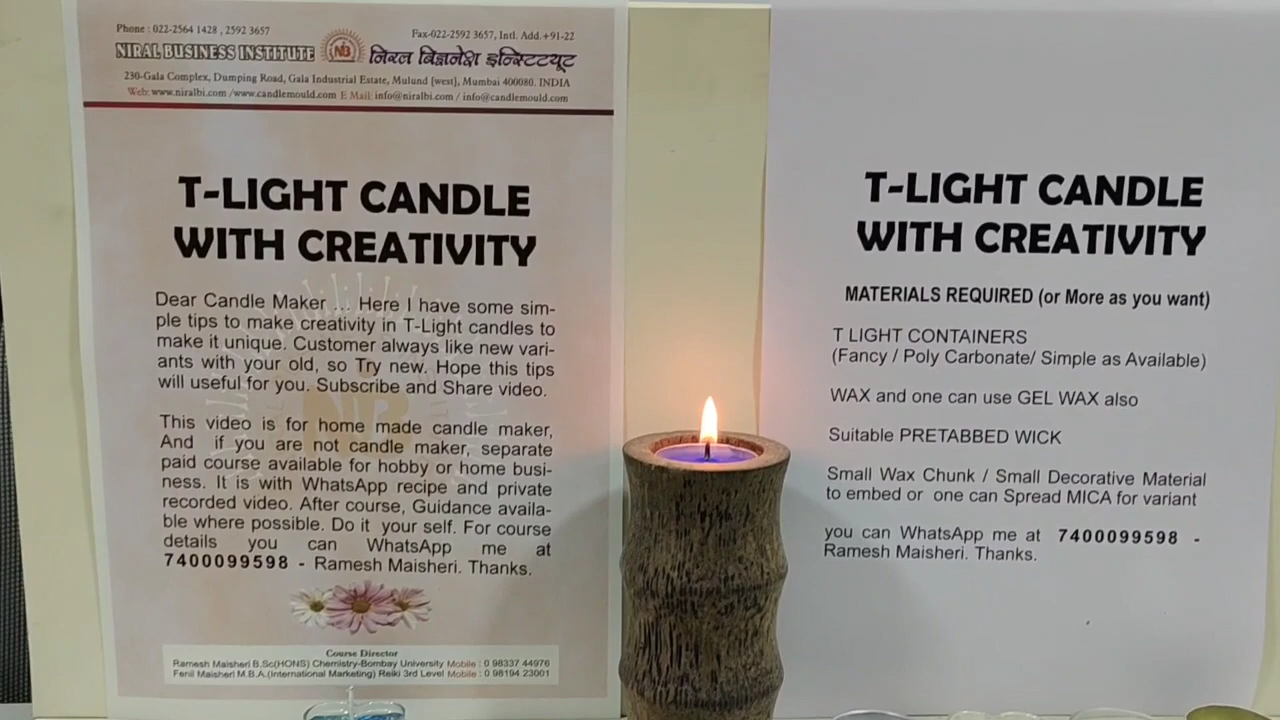 Phone : 022-2564 1428 , 2592 3657
Fax-022-2592 3657, Intl. Add.+91-22
NIRAL BUSINESS INSTITUTE NB निरल बिज़नेश इन्स्टिटयूट
230-Gala Complex, Dumping Road, Gala Industrial Estate, Mulund [west], Mumbai 400080. INDIA
Web: www.niralbi.com /www.candlemould.com E Mail: info@niralbi.com / info@candlemould.com
T-LIGHT CANDLE
WITH CREATIVITY
Dear Candle Maker ... Here I have some sim-
ple tips to make creativity in T-Light candles to
make it unique. Customer always like new vari-
ants with your old, so Try new. Hope this tips
will useful for you. Subscribe and Share video.
This video is for home made candle maker,
And if you are not candle maker, separate
paid course available for hobby or home busi-
ness. It is with WhatsApp recipe and private
recorded video. After course, Guidance availa-
ble where possible. Do it your self. For course
details you can WhatsApp me at
7400099598 - Ramesh Maisheri. Thanks.
Course Director
Ramesh Maisheri B.Sc(HONS) Chemistry-Bombay University Mobile : 0 98337 44976
Fenil Maisheri M.B.A.(International Marketing) Reiki 3rd Level Mobile : 0 98194 23001
T-LIGHT CANDLE
WITH CREATIVITY
MATERIALS REQUIRED (or More as you want)
T LIGHT CONTAINERS
(Fancy / Poly Carbonate/ Simple as Available)
WAX and one can use GEL WAX also
Suitable PRETABBED WICK
Small Wax Chunk / Small Decorative Material
to embed or one can Spread MICA for variant
you can WhatsApp me at 7400099598 -
Ramesh Maisheri. Thanks.